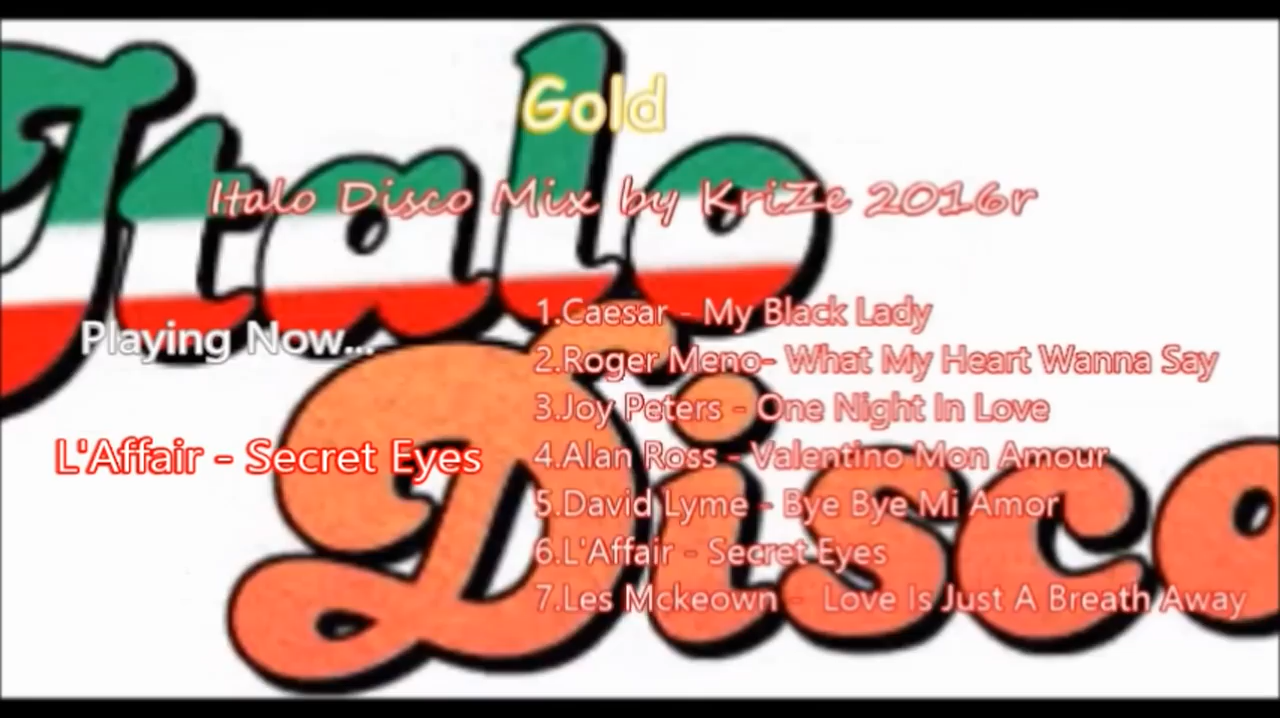 Italo
Disco
Gold
Italo Disco Mix by KriZe 2016r
Playing Now...
L'Affair - Secret Eyes
1.Caesar - My Black Lady
2.Roger Meno- What My Heart Wanna Say
3.Joy Peters - One Night In Love
4.Alan Ross - Valentino Mon Amour
5.David Lyme - Bye Bye Mi Amor
6.L'Affair - Secret Eyes
7.Les Mckeown -  Love Is Just A Breath Away